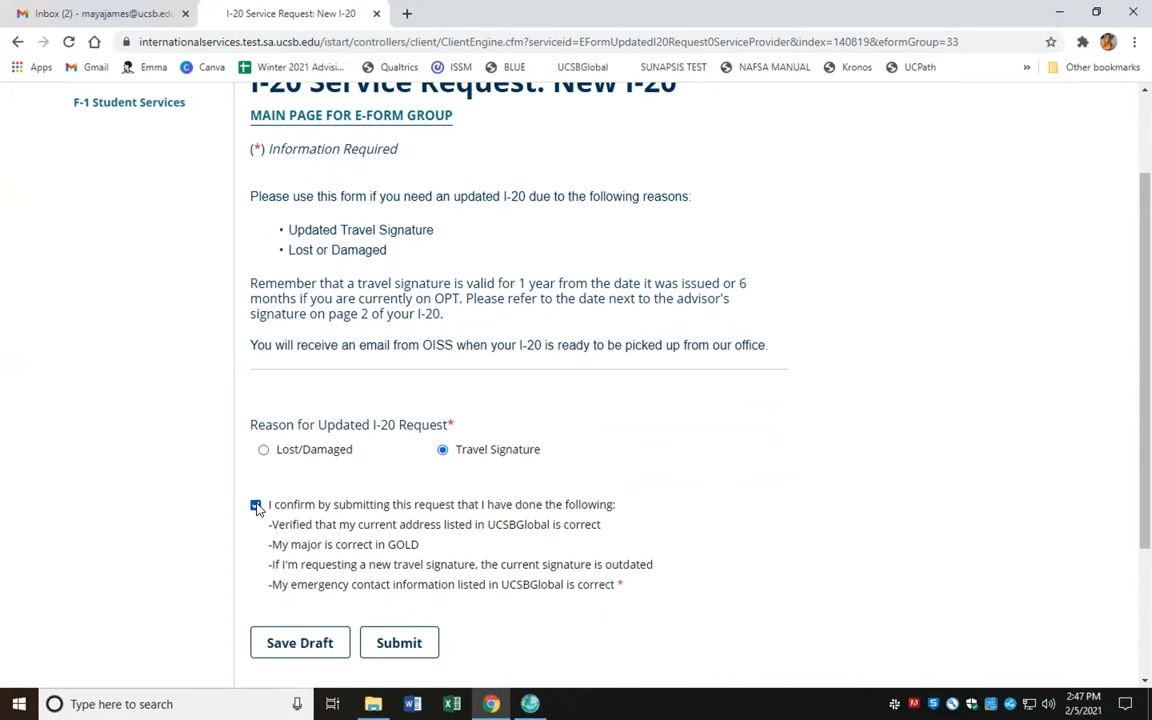 Inbox (2) - mayajames@ucsb.ed
I-20 Service Request: New I-20
internationalservices.test.sa.ucsb.edu/istart/controllers/client/ClientEngine.cfm?serviceid=EFormUpdatedI20Request0ServiceProvider&index=140819&eformGroup=33
Apps
Gmail
Emma
Canva
Winter 2021 Advisi...
Qualtrics
ISSM
BLUE
UCSBGlobal
SUNAPSIS TEST
NAFSA MANUAL
Kronos
UCPath
»
Other bookmarks
F-1 Student Services
I-20 Service Request: New I-20
MAIN PAGE FOR E-FORM GROUP
(*) Information Required
Please use this form if you need an updated I-20 due to the following reasons:
• Updated Travel Signature
• Lost or Damaged
Remember that a travel signature is valid for 1 year from the date it was issued or 6
months if you are currently on OPT. Please refer to the date next to the advisor's
signature on page 2 of your I-20.
You will receive an email from OISS when your I-20 is ready to be picked up from our office.
Reason for Updated I-20 Request*
Lost/Damaged
Travel Signature
I confirm by submitting this request that I have done the following:
-Verified that my current address listed in UCSBGlobal is correct
-My major is correct in GOLD
-If I'm requesting a new travel signature, the current signature is outdated
-My emergency contact information listed in UCSBGlobal is correct *
Save Draft
Submit
Type here to search
2:47 PM
2/5/2021